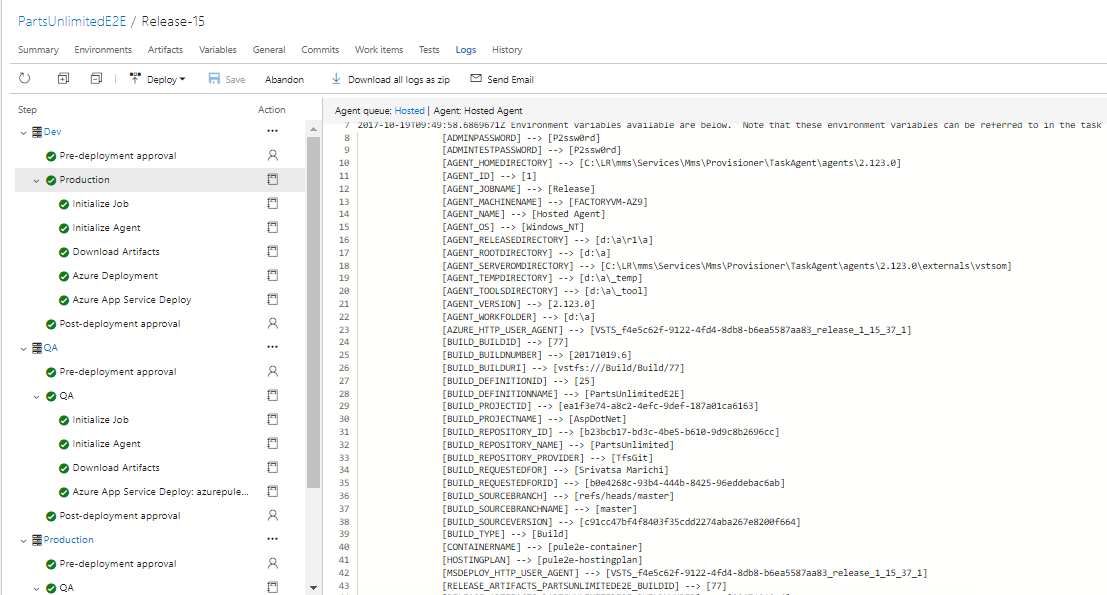 PartsUnlimitedE2E / Release-15
Summary Environments Artifacts Variables General Commits Work items Tests Logs History
Deploy Save Abandon Download all logs as zip Send Email
Step Action
Dev
Pre-deployment approval
Production
Initialize Job
Initialize Agent
Download Artifacts
Azure Deployment
Azure App Service Deploy
Post-deployment approval
QA
Pre-deployment approval
QA
Initialize Job
Initialize Agent
Download Artifacts
Azure App Service Deploy: azurepule...
Post-deployment approval
Production
Pre-deployment approval
QA
Agent queue: Hosted | Agent: Hosted Agent
7 2017-10-19T09:49:58.6869671Z Environment variables available are below. Note that these environment variables can be referred to in the task
8 [ADMINPASSWORD] --> [P2ssw0rd]
9 [ADMINTESTPASSWORD] --> [P2ssw0rd]
10 [AGENT_HOMEDIRECTORY] --> [C:\LR\mms\Services\Mms\Provisioner\TaskAgent\agents\2.123.0]
11 [AGENT_ID] --> [1]
12 [AGENT_JOBNAME] --> [Release]
13 [AGENT_MACHINENAME] --> [FACTORYVM-AZ9]
14 [AGENT_NAME] --> [Hosted Agent]
15 [AGENT_OS] --> [Windows_NT]
16 [AGENT_RELEASEDIRECTORY] --> [d:\a\r1\a]
17 [AGENT_ROOTDIRECTORY] --> [d:\a]
18 [AGENT_SERVEROMDIRECTORY] --> [C:\LR\mms\Services\Mms\Provisioner\TaskAgent\agents\2.123.0\externals\vstsom]
19 [AGENT_TEMPDIRECTORY] --> [d:\a\_temp]
20 [AGENT_TOOLSDIRECTORY] --> [d:\a\_tool]
21 [AGENT_VERSION] --> [2.123.0]
22 [AGENT_WORKFOLDER] --> [d:\a]
23 [AZURE_HTTP_USER_AGENT] --> [VSTS_f4e5c62f-9122-4fd4-8db8-b6ea5587aa83_release_1_15_37_1]
24 [BUILD_BUILDID] --> [77]
25 [BUILD_BUILDNUMBER] --> [20171019.6]
26 [BUILD_BUILDURI] --> [vstfs:///Build/Build/77]
27 [BUILD_DEFINITIONID] --> [25]
28 [BUILD_DEFINITIONNAME] --> [PartsUnlimitedE2E]
29 [BUILD_PROJECTID] --> [ea1f3e74-a8c2-4efc-9def-187a01ca6163]
30 [BUILD_PROJECTNAME] --> [AspDotNet]
31 [BUILD_REPOSITORY_ID] --> [b23bcb17-bd3c-4be5-b610-9d9c8b2696cc]
32 [BUILD_REPOSITORY_NAME] --> [PartsUnlimited]
33 [BUILD_REPOSITORY_PROVIDER] --> [TfsGit]
34 [BUILD_REQUESTEDFOR] --> [Srivatsa Marichi]
35 [BUILD_REQUESTEDFORID] --> [b0e4268c-93b4-444b-8425-96eddebac6ab]
36 [BUILD_SOURCEBRANCH] --> [refs/heads/master]
37 [BUILD_SOURCEBRANCHNAME] --> [master]
38 [BUILD_SOURCEVERSION] --> [c91cc47bf4f8403f35cdd2274aba267e8200f664]
39 [BUILD_TYPE] --> [Build]
40 [CONTAINERNAME] --> [pule2e-container]
41 [HOSTINGPLAN] --> [pule2e-hostingplan]
42 [MSDEPLOY_HTTP_USER_AGENT] --> [VSTS_f4e5c62f-9122-4fd4-8db8-b6ea5587aa83_release_1_15_37_1]
43 [RELEASE_ARTIFACTS_PARTSUNLIMITEDE2E_BUILDID] --> [77]